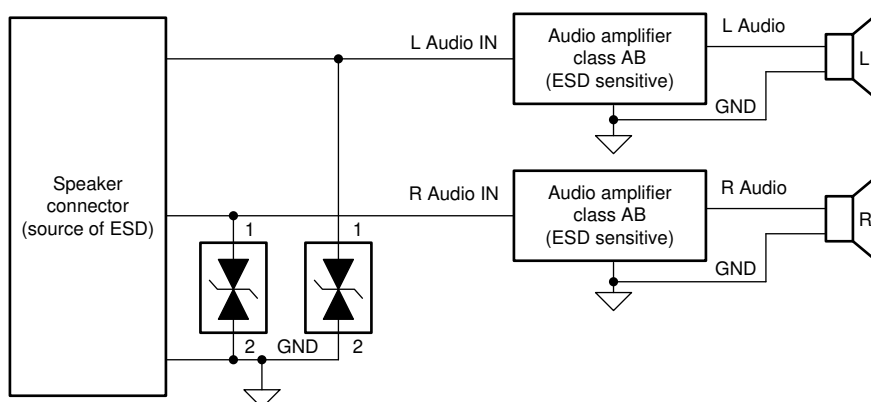 L Audio IN
Audio amplifier
class AB
(ESD sensitive)
L Audio
GND
L
Speaker
connector
(source of ESD)
R Audio IN
Audio amplifier
class AB
(ESD sensitive)
R Audio
GND
R
1
1
2
GND
2